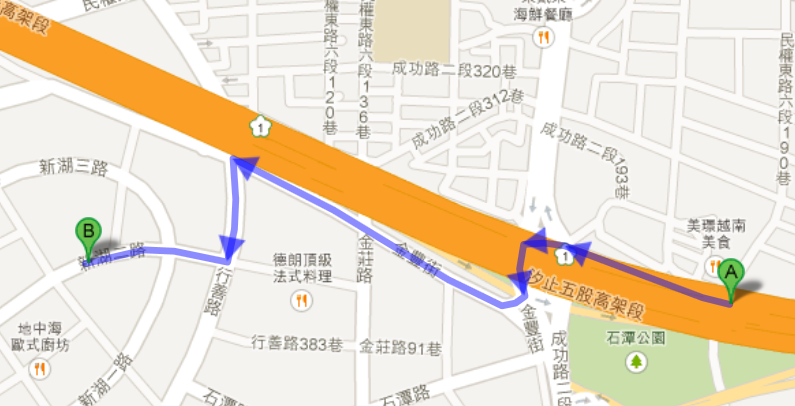 高架段
民權
海鮮餐廳
民權東路六段120巷
民權東路六段136巷
成功路二段320巷
成功路二段312巷
成功路二段193巷
民權東路六段190巷
1
新湖三路
B
新湖二路
行善路
德朗頂級
法式料理
金莊路
金豐街
1
美環越南
美食
A
汐止五股高架段
地中海
歐式廚坊
行善路383巷
金莊路91巷
金豐街
成功路二段
石潭公園
新湖二路
石潭
石潭路